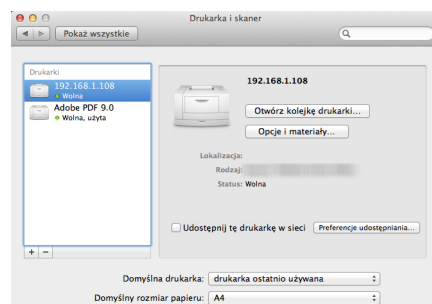 Drukarka i skaner
Pokaż wszystkie
Drukarki
192.168.1.108
Wolna
Adobe PDF 9.0
Wolna, użyta
192.168.1.108
Otwórz kolejkę drukarki...
Opcje i materiały...
Lokalizacja:
Rodzaj:
Status: Wolna
Udostępnij tę drukarkę w sieci
Preferencje udostępniania...
+ −
Domyślna drukarka: drukarka ostatnio używana
Domyślny rozmiar papieru: A4